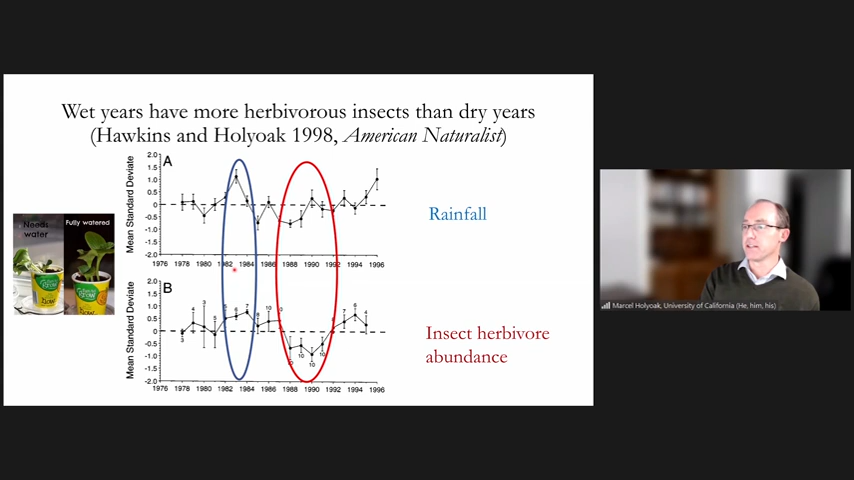 Wet years have more herbivorous insects than dry years
(Hawkins and Holyoak 1998, American Naturalist)
A
Mean Standard Deviate
2.0
1.5
1.0
0.5
0
-0.5
-1.0
-1.5
-2.0
1976 1978 1980 1982 1984 1986 1988 1990 1992 1994 1996
Rainfall
Needs
water
Fully watered
GROW
GROW
B
Mean Standard Deviate
2.0
1.5
1.0
0.5
0
-0.5
-1.0
-1.5
-2.0
1976 1978 1980 1982 1984 1986 1988 1990 1992 1994 1996
Insect herbivore
abundance
Marcel Holyoak, University of California (He, him, his)